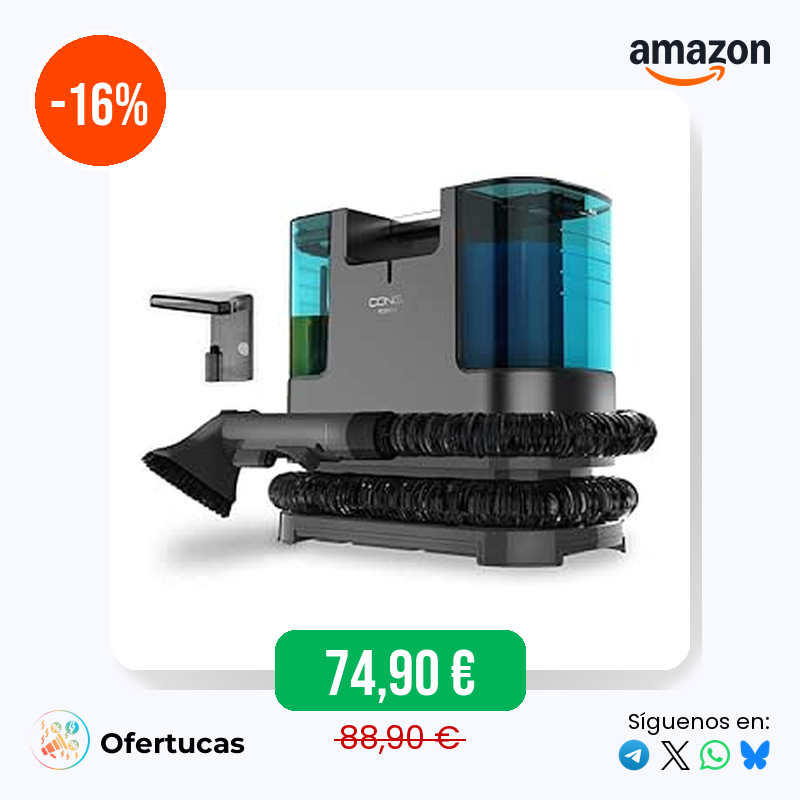 -16%
amazon
74,90 €
88,90 €
Ofertucas
Síguenos en: